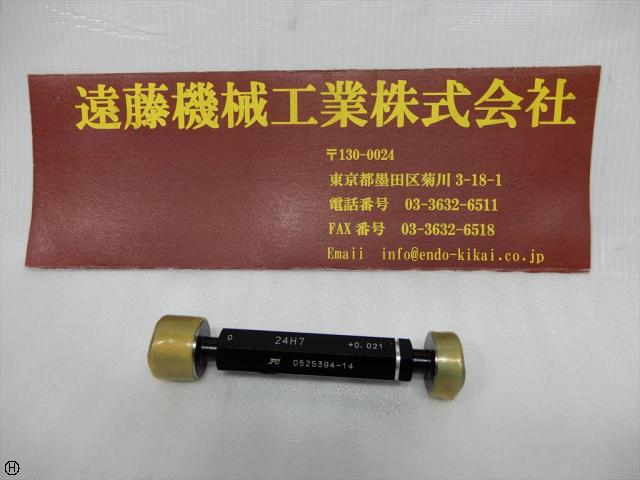 遠藤機械工業株式会社
〒130-0024
東京都墨田区菊川 3-18-1
電話番号 03-3632-6511
FAX 番号 03-3632-6518
Emaii info@endo-kikai.co.jp
0 24H7 +0.021
JPG 0525394-14
H